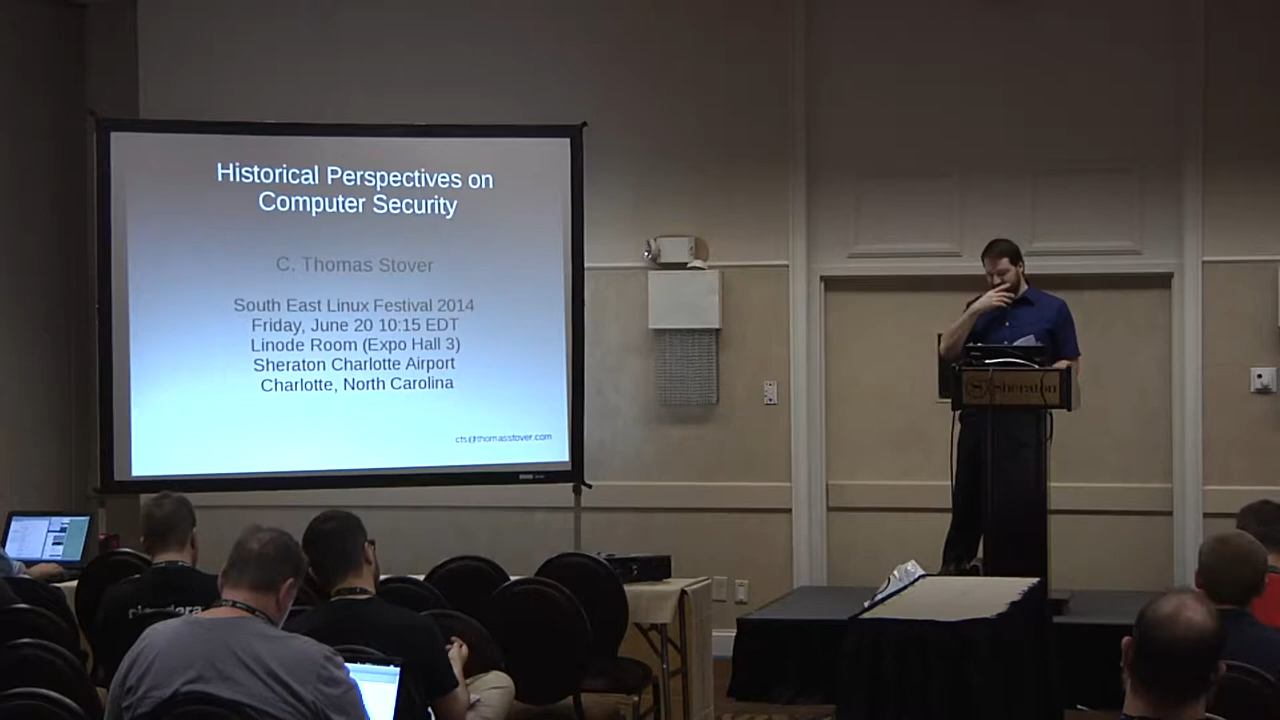 Historical Perspectives on
Computer Security
C. Thomas Stover
South East Linux Festival 2014
Friday, June 20 10:15 EDT
Linode Room (Expo Hall 3)
Sheraton Charlotte Airport
Charlotte, North Carolina
cts@thomasstover.com
Sheraton